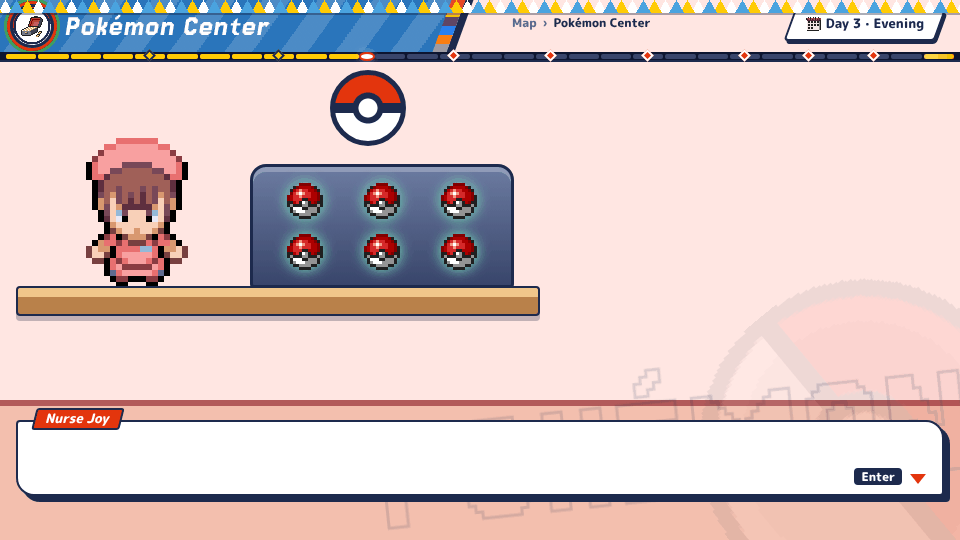 Pokémon Center
Map › Pokémon Center
Day 3 · Evening
Nurse Joy
Enter